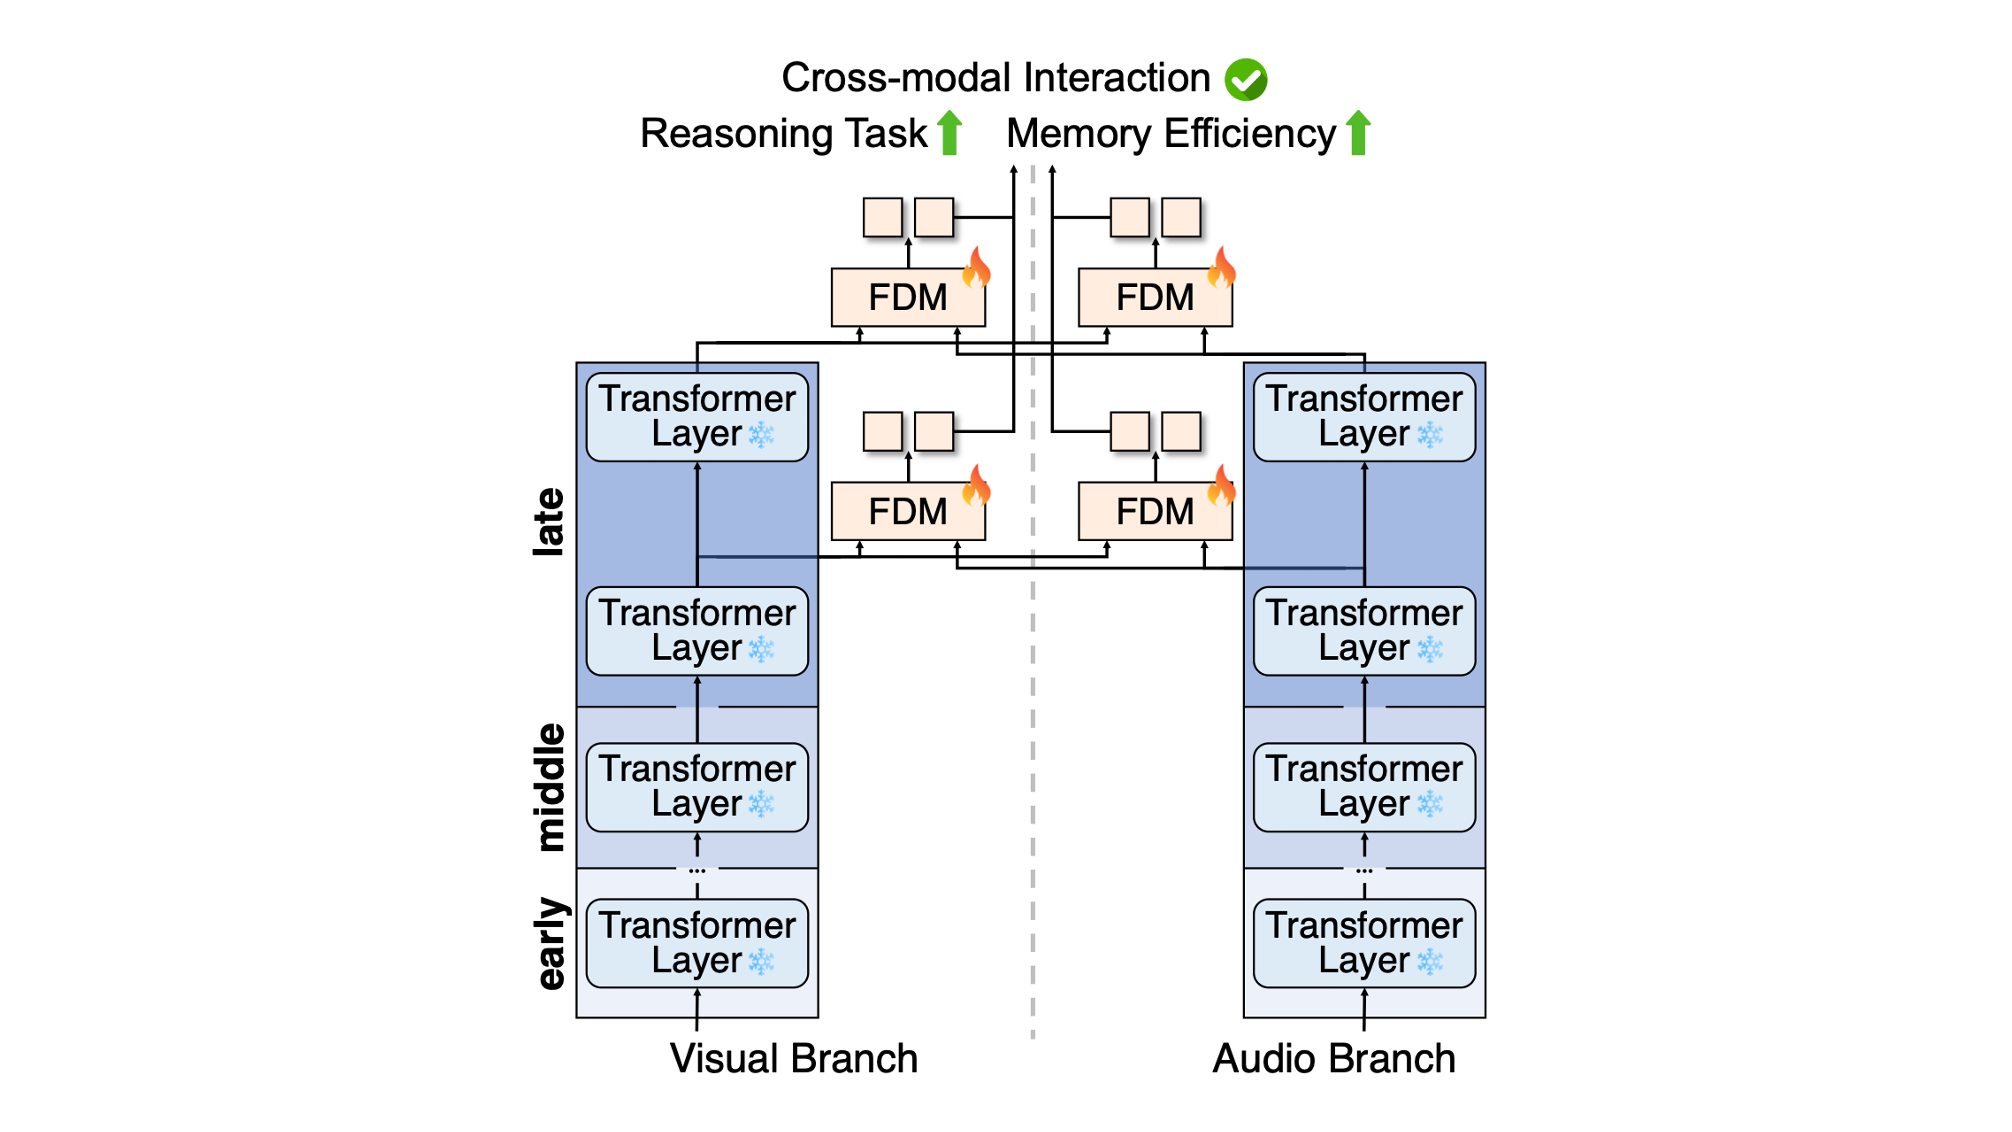 Cross-modal Interaction
Reasoning Task
Memory Efficiency
FDM
FDM
Transformer
Layer
Transformer
Layer
FDM
FDM
late
Transformer
Layer
Transformer
Layer
middle
Transformer
Layer
Transformer
Layer
...
...
early
Transformer
Layer
Transformer
Layer
Visual Branch
Audio Branch